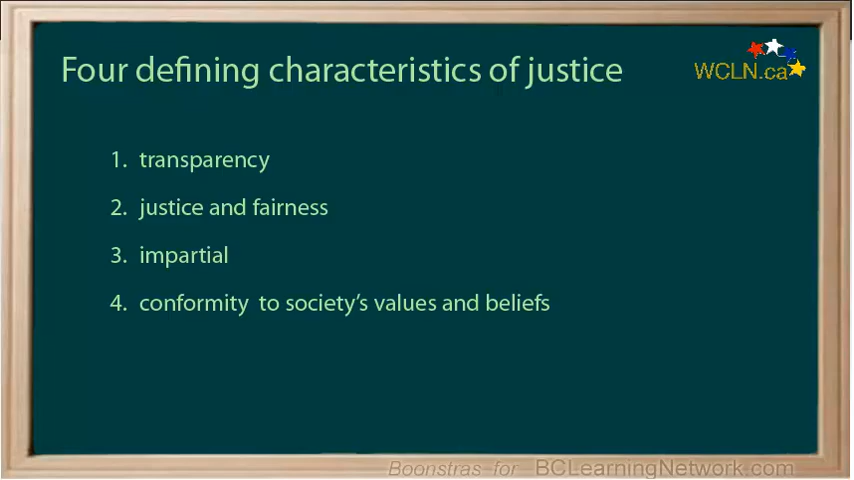 Four defining characteristics of justice
WCLN.ca
1. transparency
2. justice and fairness
3. impartial
4. conformity to society's values and beliefs
Boonstras for BCLearningNetwork.com